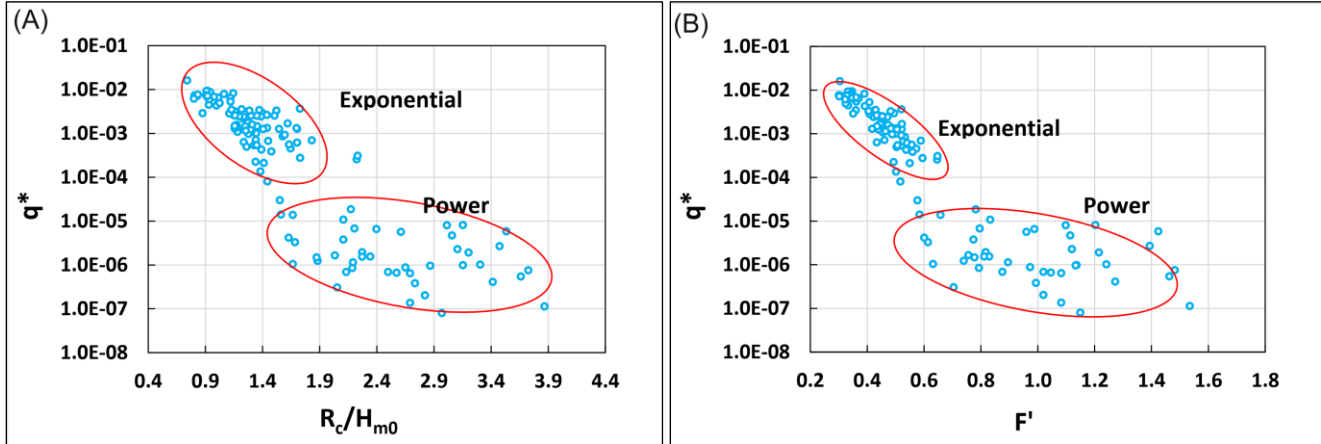 (A)
1.0E-01
1.0E-02
1.0E-03
1.0E-04
1.0E-05
1.0E-06
1.0E-07
1.0E-08
q*
Exponential
Power
0.4 0.9 1.4 1.9 2.4 2.9 3.4 3.9 4.4
Rc/Hm0
(B)
1.0E-01
1.0E-02
1.0E-03
1.0E-04
1.0E-05
1.0E-06
1.0E-07
1.0E-08
q*
Exponential
Power
0.2 0.4 0.6 0.8 1.0 1.2 1.4 1.6 1.8
F'